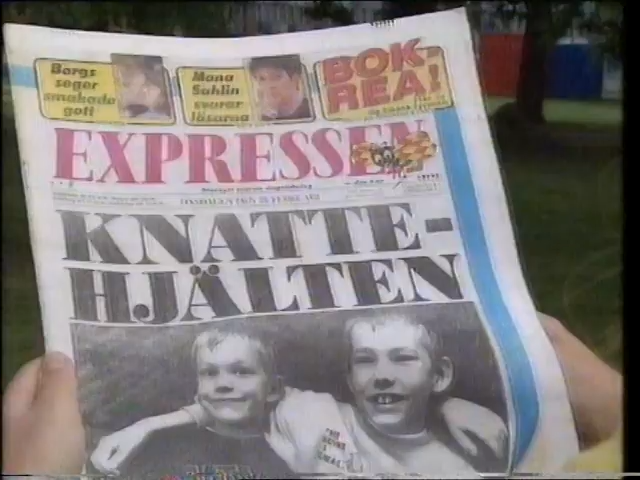 Borgs
seger
smakade
gott
Mona
Sahlin
svarar
läsarna
BOK-
REA!
EXPRESSEN
KNATTE-
HJÄLTEN